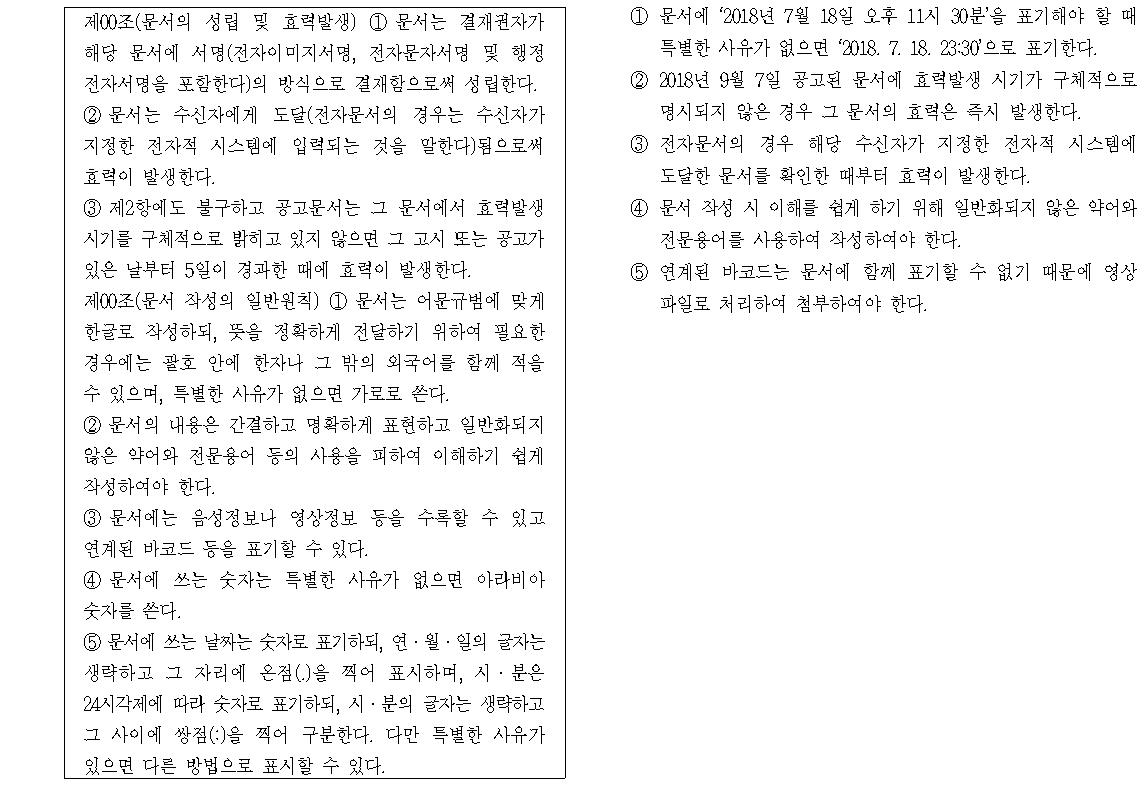 제00조(문서의 성립 및 효력발생) ① 문서는 결재권자가
해당 문서에 서명(전자이미지서명, 전자문자서명 및 행정
전자서명을 포함한다)의 방식으로 결재함으로써 성립한다.
② 문서는 수신자에게 도달(전자문서의 경우는 수신자가
지정한 전자적 시스템에 입력되는 것을 말한다)됨으로써
효력이 발생한다.
③ 제2항에도 불구하고 공고문서는 그 문서에서 효력발생
시기를 구체적으로 밝히고 있지 않으면 그 고시 또는 공고가
있은 날부터 5일이 경과한 때에 효력이 발생한다.
제00조(문서 작성의 일반원칙) ① 문서는 어문규범에 맞게
한글로 작성하되, 뜻을 정확하게 전달하기 위하여 필요한
경우에는 괄호 안에 한자나 그 밖의 외국어를 함께 적을
수 있으며, 특별한 사유가 없으면 가로로 쓴다.
② 문서의 내용은 간결하고 명확하게 표현하고 일반화되지
않은 약어와 전문용어 등의 사용을 피하여 이해하기 쉽게
작성하여야 한다.
③ 문서에는 음성정보나 영상정보 등을 수록할 수 있고
연계된 바코드 등을 표기할 수 있다.
④ 문서에 쓰는 숫자는 특별한 사유가 없으면 아라비아
숫자를 쓴다.
⑤ 문서에 쓰는 날짜는 숫자로 표기하되, 연·월·일의 글자는
생략하고 그 자리에 온점(.)을 찍어 표시하며, 시·분은
24시각제에 따라 숫자로 표기하되, 시·분의 글자는 생략하고
그 사이에 쌍점(:)을 찍어 구분한다. 다만 특별한 사유가
있으면 다른 방법으로 표시할 수 있다.
① 문서에 ‘2018년 7월 18일 오후 11시 30분’을 표기해야 할 때
특별한 사유가 없으면 ‘2018. 7. 18. 23:30’으로 표기한다.
② 2018년 9월 7일 공고된 문서에 효력발생 시기가 구체적으로
명시되지 않은 경우 그 문서의 효력은 즉시 발생한다.
③ 전자문서의 경우 해당 수신자가 지정한 전자적 시스템에
도달한 문서를 확인한 때부터 효력이 발생한다.
④ 문서 작성 시 이해를 쉽게 하기 위해 일반화되지 않은 약어와
전문용어를 사용하여 작성하여야 한다.
⑤ 연계된 바코드는 문서에 함께 표기할 수 없기 때문에 영상
파일로 처리하여 첨부하여야 한다.